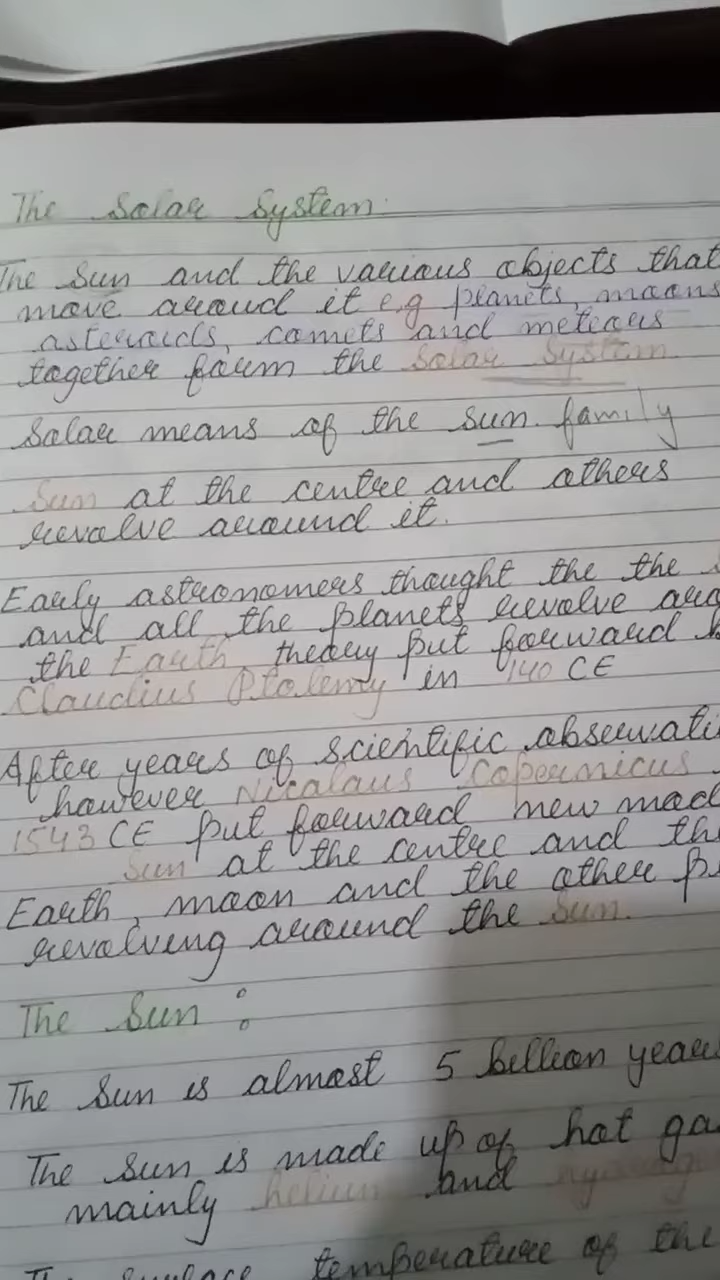 The Solar System
The Sun and the various objects that
move around it e.g planets, moons
asteroids, comets and meteors
together form the Solar System
Solar means of the sun family
Sun at the centre and others
revolve around it.
Early astronomers thought the the
and all the planets revolve
the Earth, theory put forward
Claudius Ptolemy in 140 CE
After years of scientific
however Nicolaus Copernicus
1543 CE put forward new
Sun at the centre and
Earth, moon and the other
revolving around the Sun.
The Sun :
The Sun is almost 5 billion
The Sun is made up of hot
mainly helium and
temperature of the